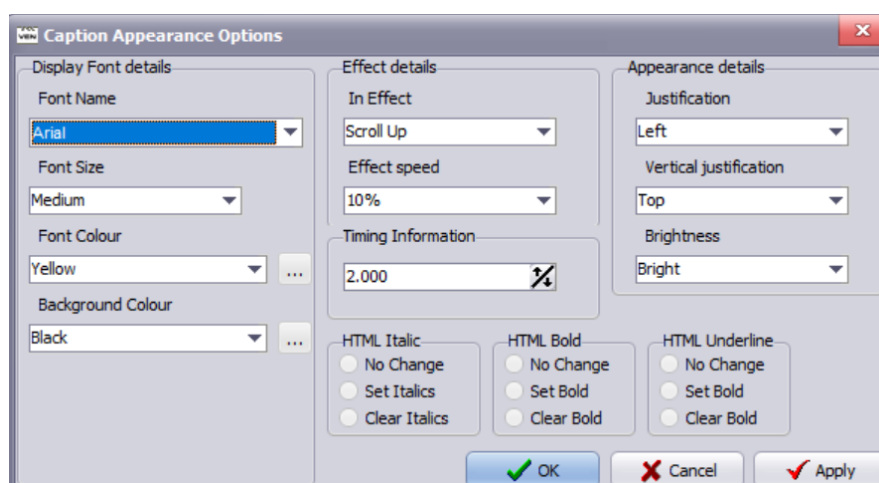 Caption Appearance Options
Display Font details
Font Name
Arial
Font Size
Medium
Font Colour
Yellow
...
Background Colour
Black
...
Effect details
In Effect
Scroll Up
Effect speed
10%
Timing Information
2.000
Appearance details
Justification
Left
Vertical justification
Top
Brightness
Bright
HTML Italic
No Change
Set Italics
Clear Italics
HTML Bold
No Change
Set Bold
Clear Bold
HTML Underline
No Change
Set Bold
Clear Bold
OK
Cancel
Apply